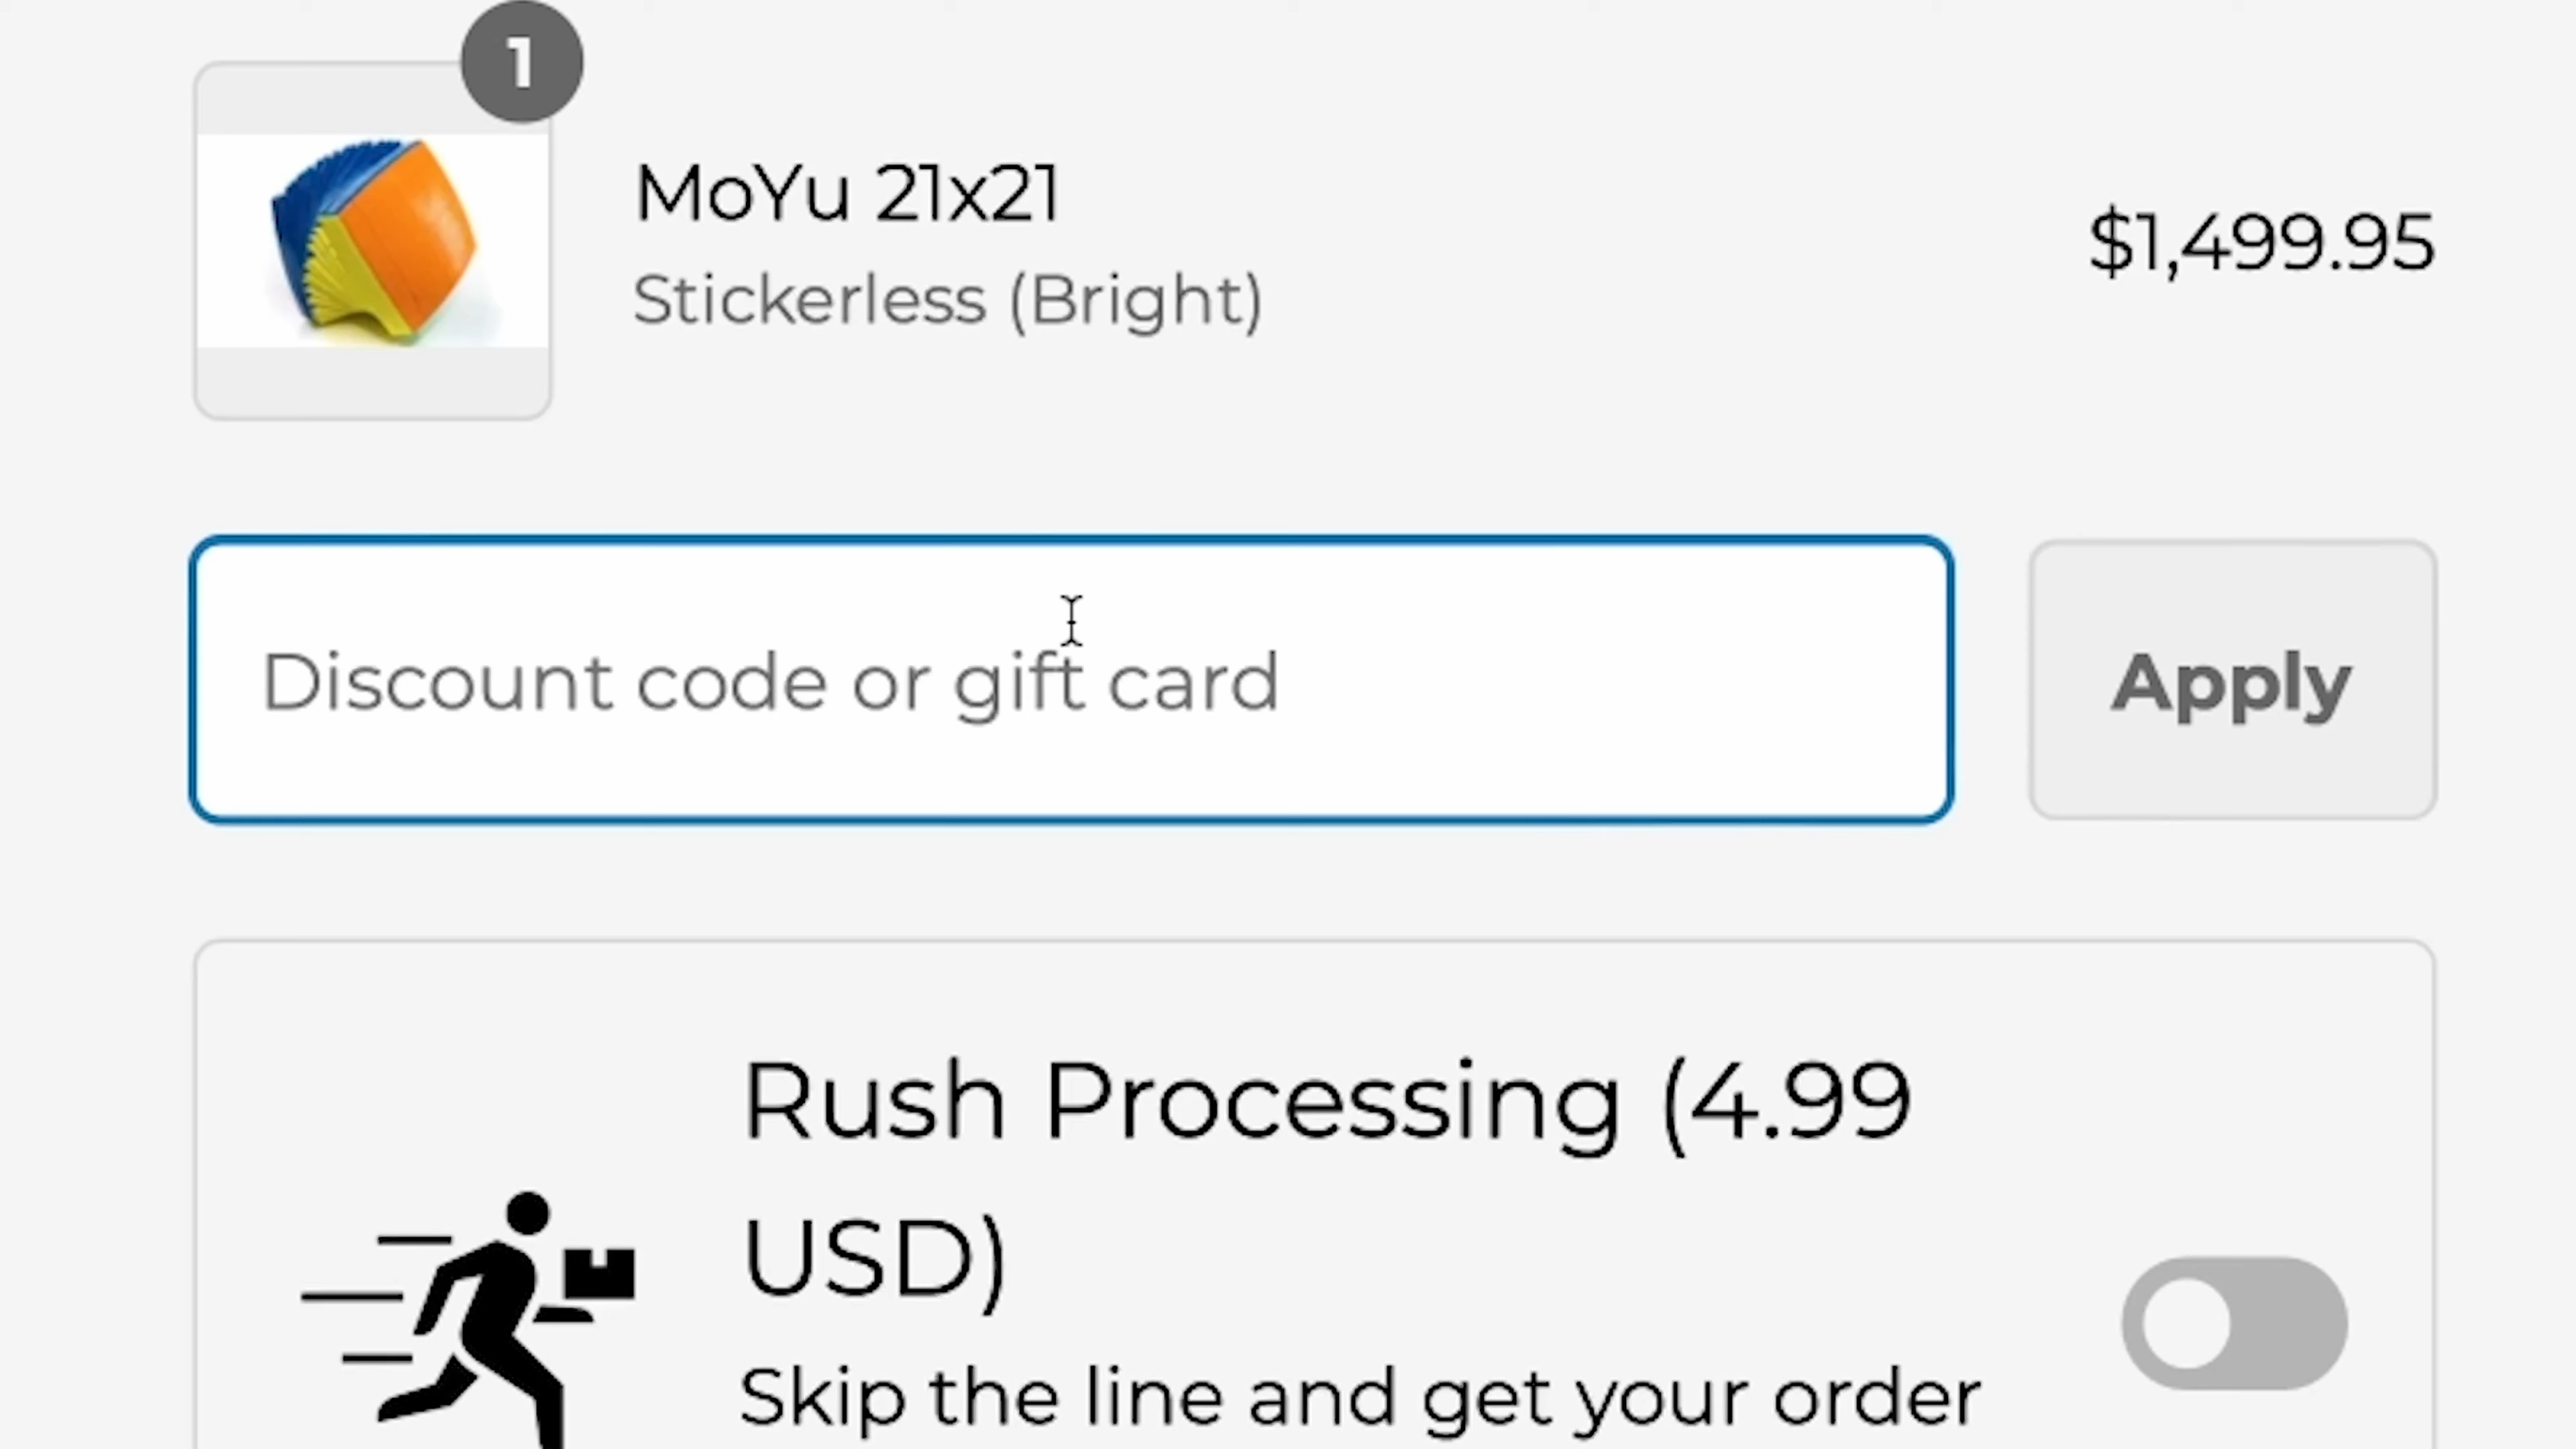 1
MoYu 21x21
Stickerless (Bright)
$1,499.95
Discount code or gift card
Apply
Rush Processing (4.99
USD)
Skip the line and get your order